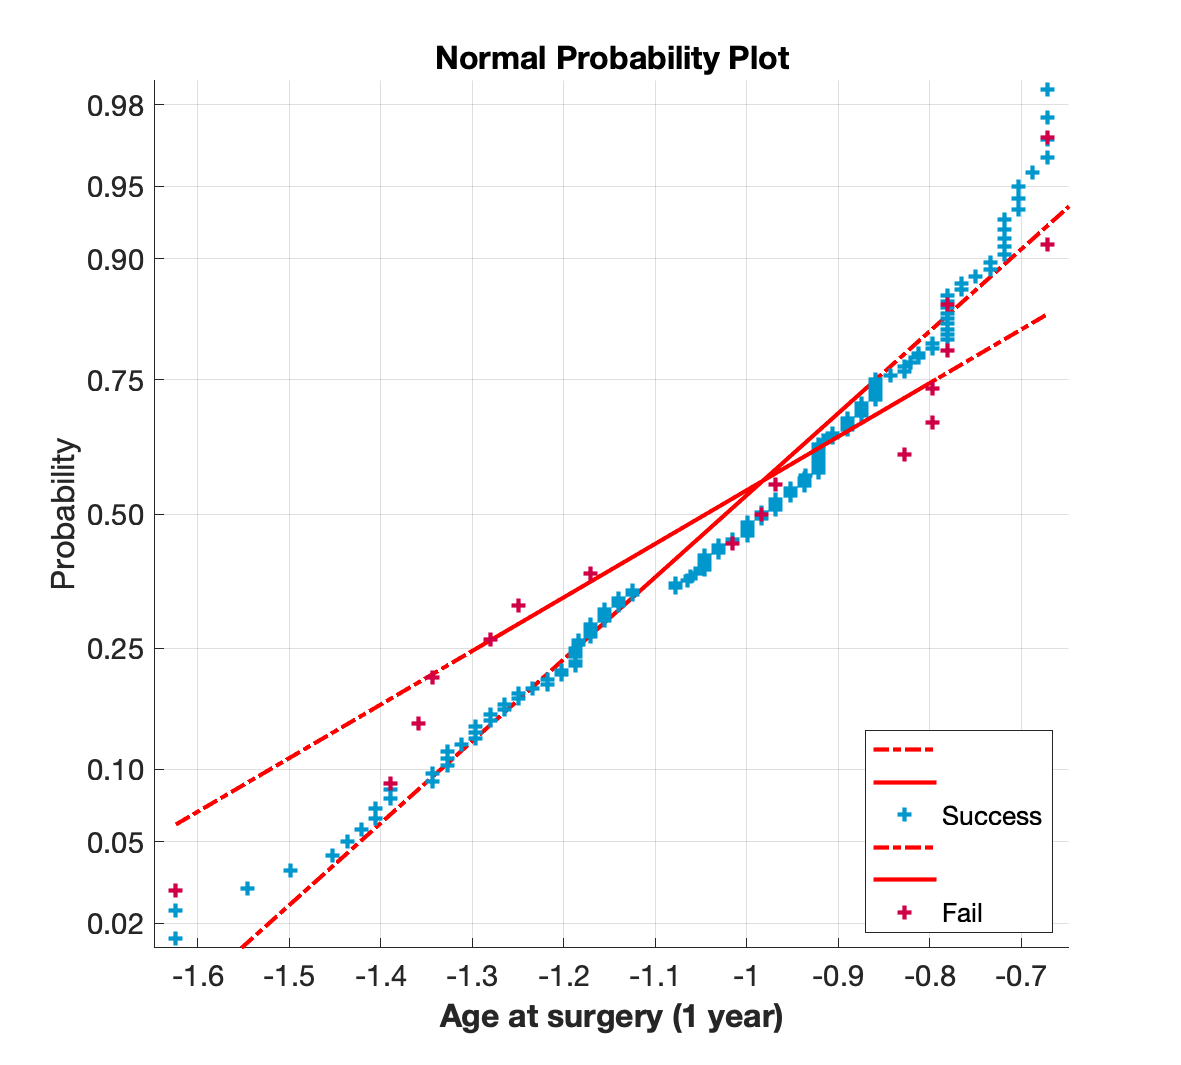 Normal Probability Plot
0.98
0.95
0.90
0.75
0.50
0.25
0.10
0.05
0.02
Probability
-1.6 -1.5 -1.4 -1.3 -1.2 -1.1 -1 -0.9 -0.8 -0.7
Age at surgery (1 year)
Success
Fail